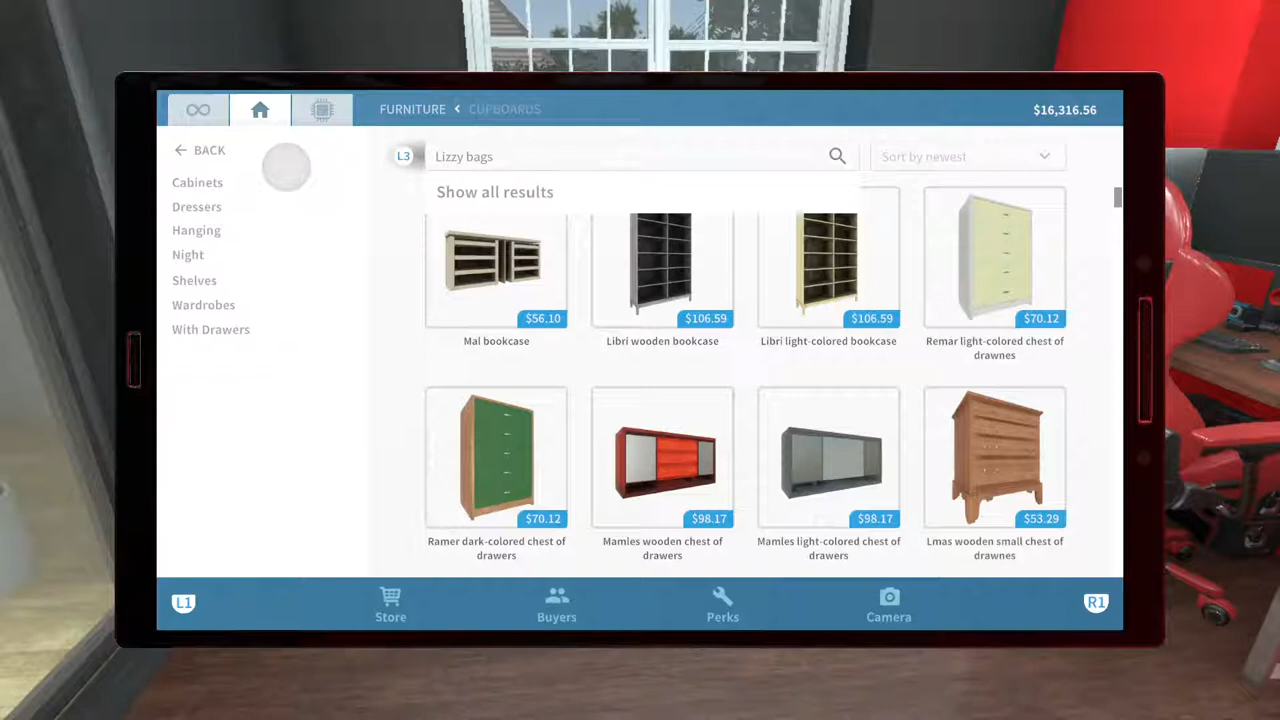 FURNITURE < CUPBOARDS
$16,316.56
BACK
L3
Lizzy bags
Sort by newest
Show all results
Cabinets
Dressers
Hanging
Night
Shelves
Wardrobes
With Drawers
$56.10
$106.59
$106.59
$70.12
Mal bookcase
Libri wooden bookcase
Libri light-colored bookcase
Remar light-colored chest of
drawnes
$70.12
$98.17
$98.17
$53.29
Ramer dark-colored chest of
drawers
Mamles wooden chest of
drawers
Mamles light-colored chest of
drawers
Lmas wooden small chest of
drawnes
L1
Store
Buyers
Perks
Camera
R1